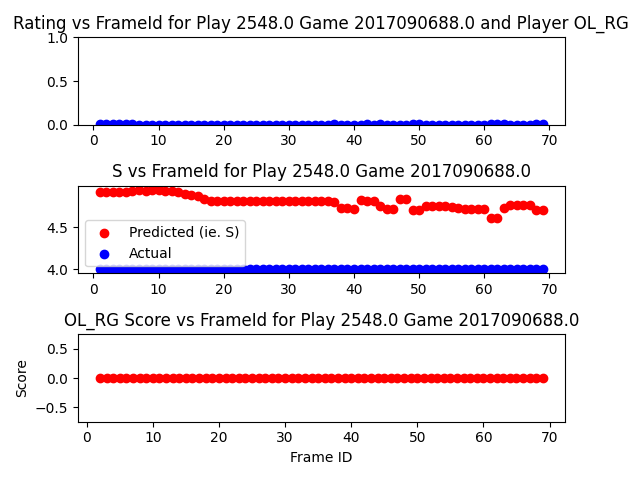 Rating vs FrameId for Play 2548.0 Game 2017090688.0 and Player OL_RG
1.0
0.5
0.0
0 10 20 30 40 50 60 70
S vs FrameId for Play 2548.0 Game 2017090688.0
4.5
4.0
Predicted (ie. S)
Actual
0 10 20 30 40 50 60 70
OL_RG Score vs FrameId for Play 2548.0 Game 2017090688.0
Score
0.5
0.0
−0.5
0 10 20 30 40 50 60 70
Frame ID